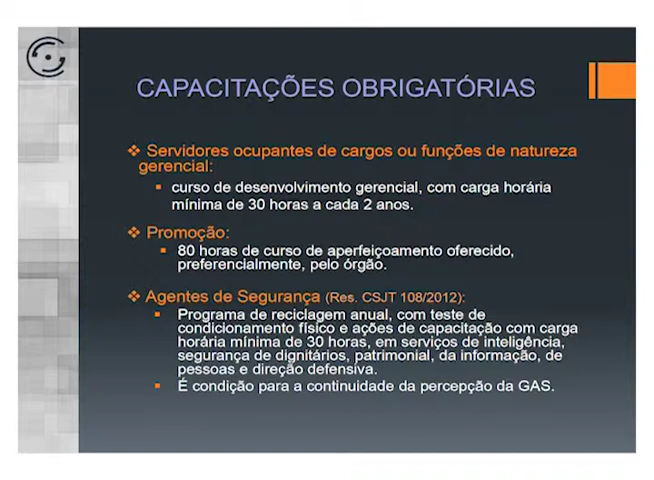 CAPACITAÇÕES OBRIGATÓRIAS
❖ Servidores ocupantes de cargos ou funções de natureza
gerencial:
▪ curso de desenvolvimento gerencial, com carga horária
mínima de 30 horas a cada 2 anos.
❖ Promoção:
▪ 80 horas de curso de aperfeiçoamento oferecido,
preferencialmente, pelo órgão.
❖ Agentes de Segurança (Res. CSJT 108/2012):
▪ Programa de reciclagem anual, com teste de
condicionamento físico e ações de capacitação com carga
horária mínima de 30 horas, em serviços de inteligência,
segurança de dignitários, patrimonial, da informação, de
pessoas e direção defensiva.
▪ É condição para a continuidade da percepção da GAS.